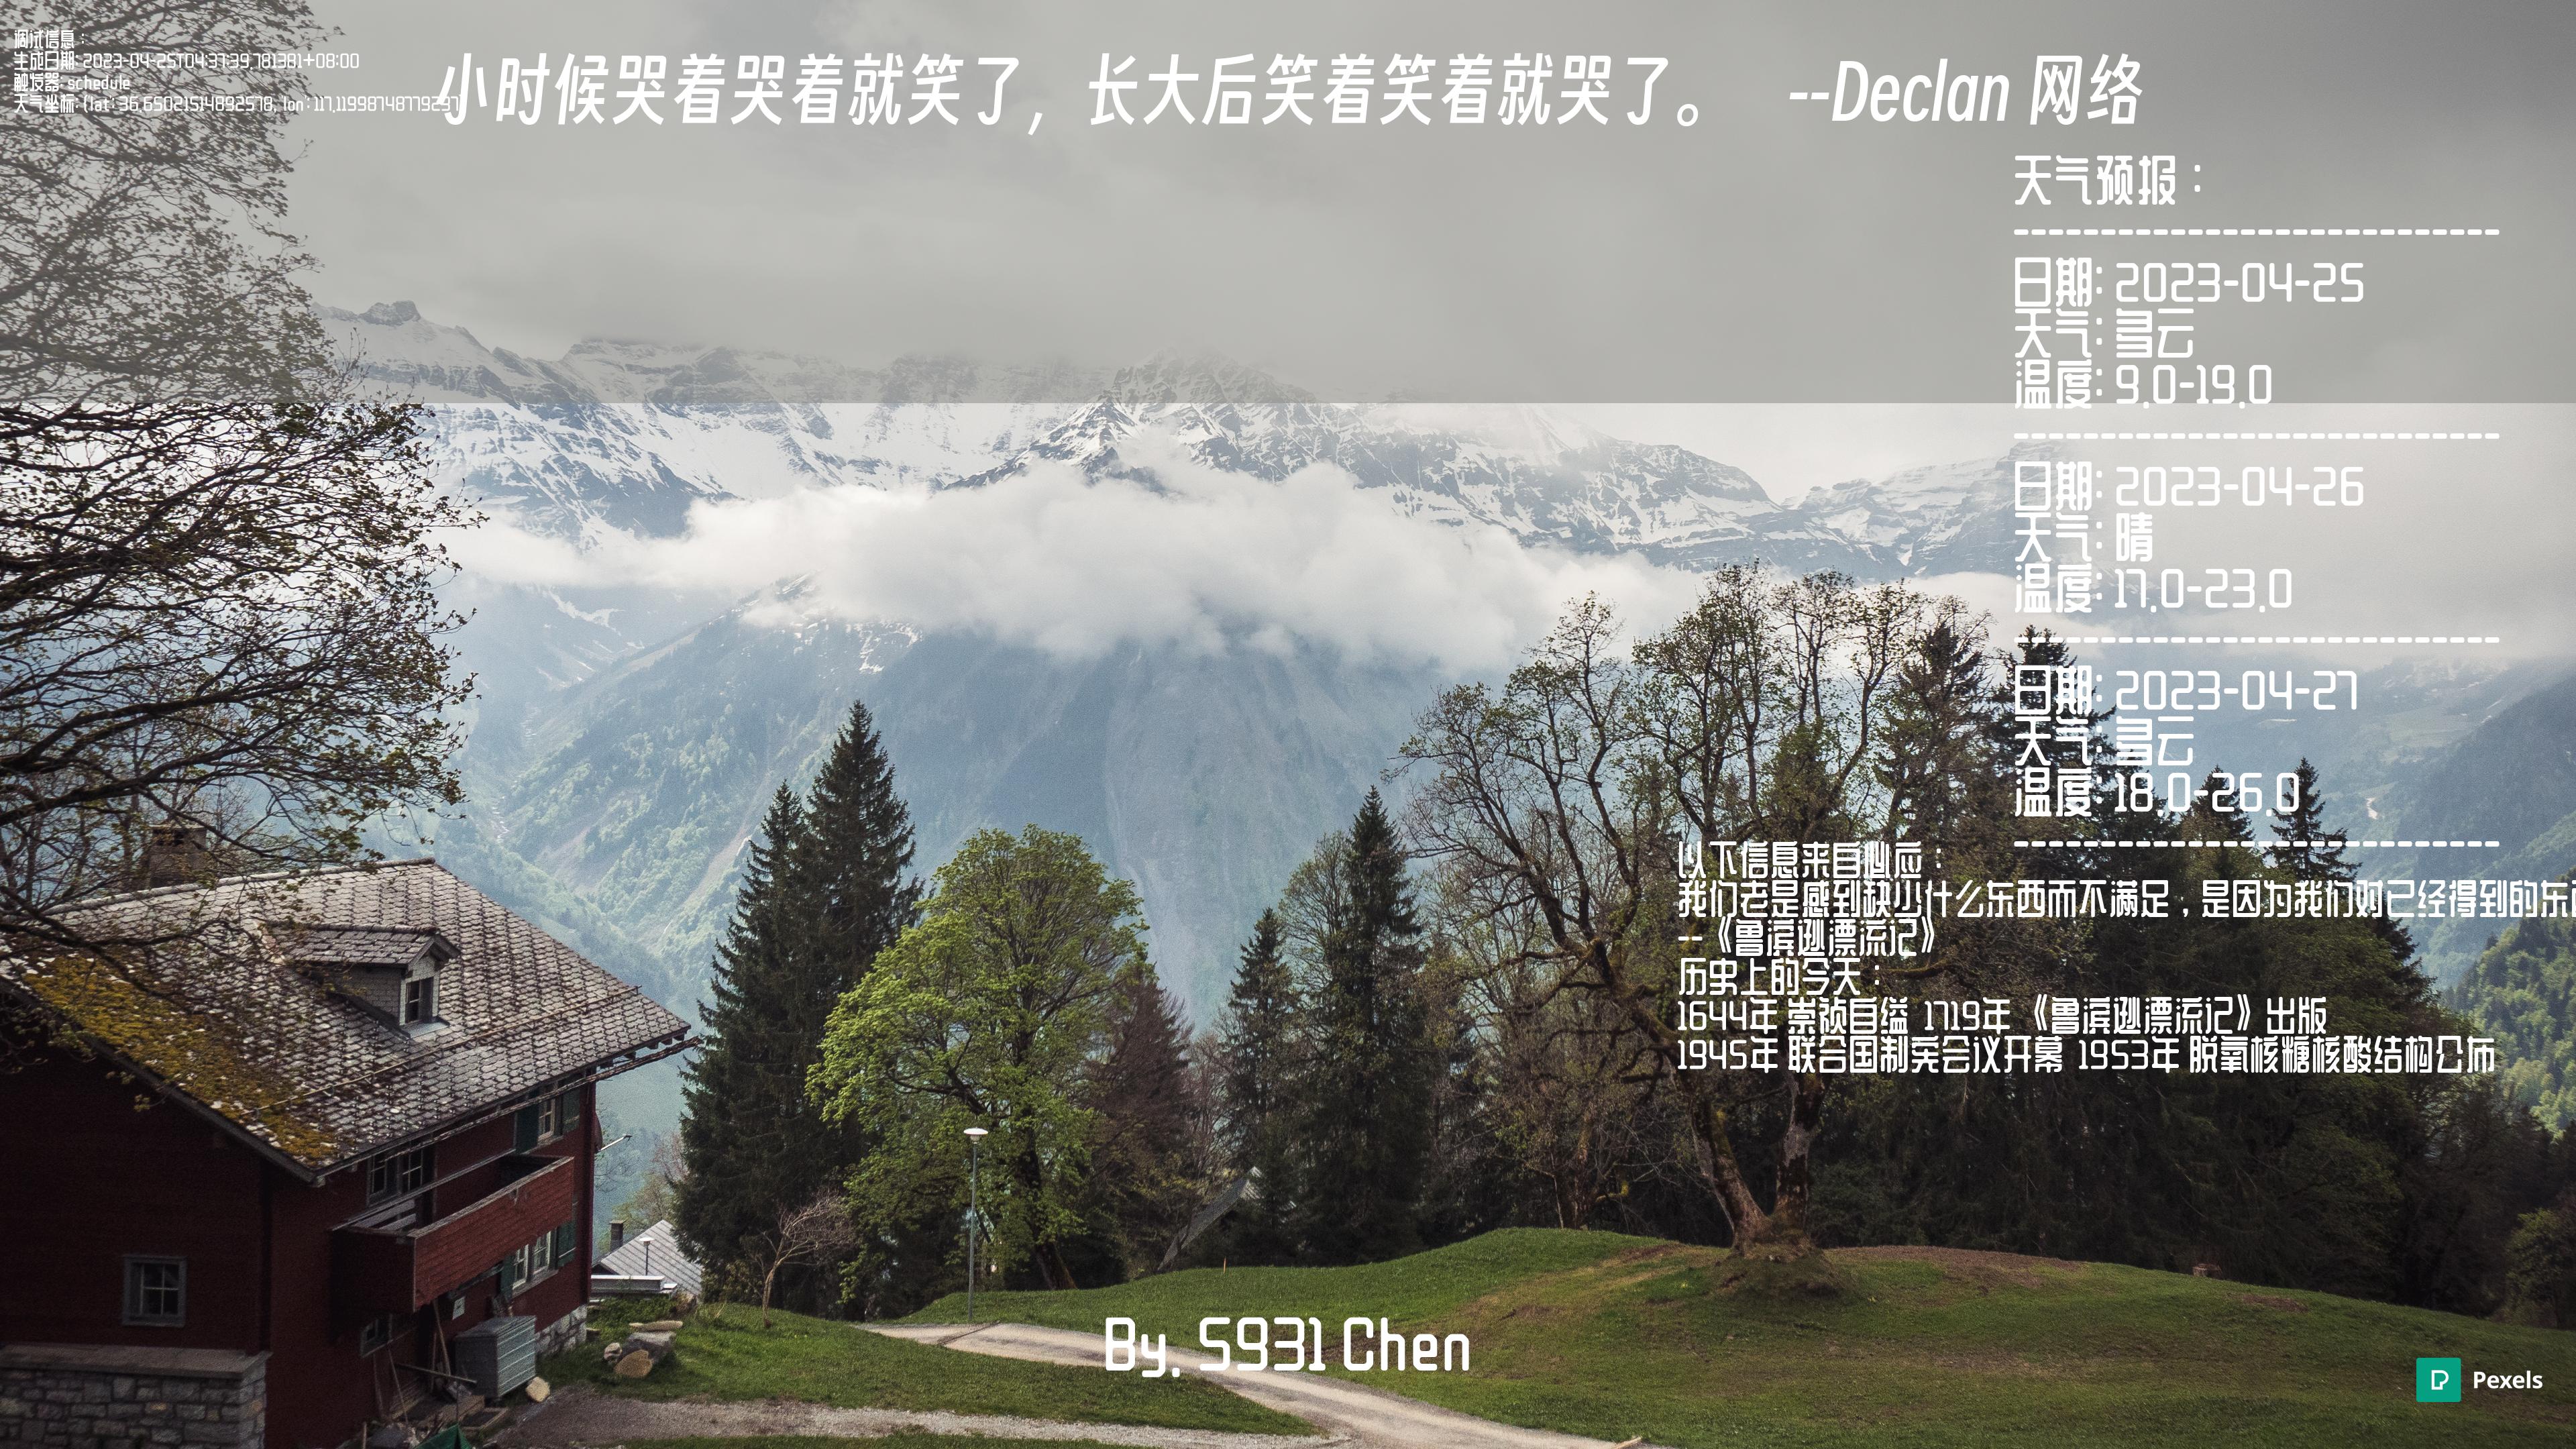 调试信息：
生成日期: 2023-04-25T04:37:39.781381+08:00
触发器: schedule
天气坐标: (lat: 36.65021514892578, lon: 117.11998748779297)
小时候哭着哭着就笑了，长大后笑着笑着就哭了。 --Declan 网络
天气预报：
----------------------------
日期: 2023-04-25
天气: 多云
温度: 9.0-19.0
----------------------------
日期: 2023-04-26
天气: 晴
温度: 17.0-23.0
----------------------------
日期: 2023-04-27
天气: 多云
温度: 18.0-26.0
----------------------------
以下信息来自必应：
我们老是感到缺少什么东西而不满足，是因为我们对已经得到的东
--《鲁滨逊漂流记》
历史上的今天：
1644年 崇祯自缢 1719年 《鲁滨逊漂流记》出版
1945年 联合国制宪会议开幕 1953年 脱氧核糖核酸结构公布
By. 5931 Chen
Pexels